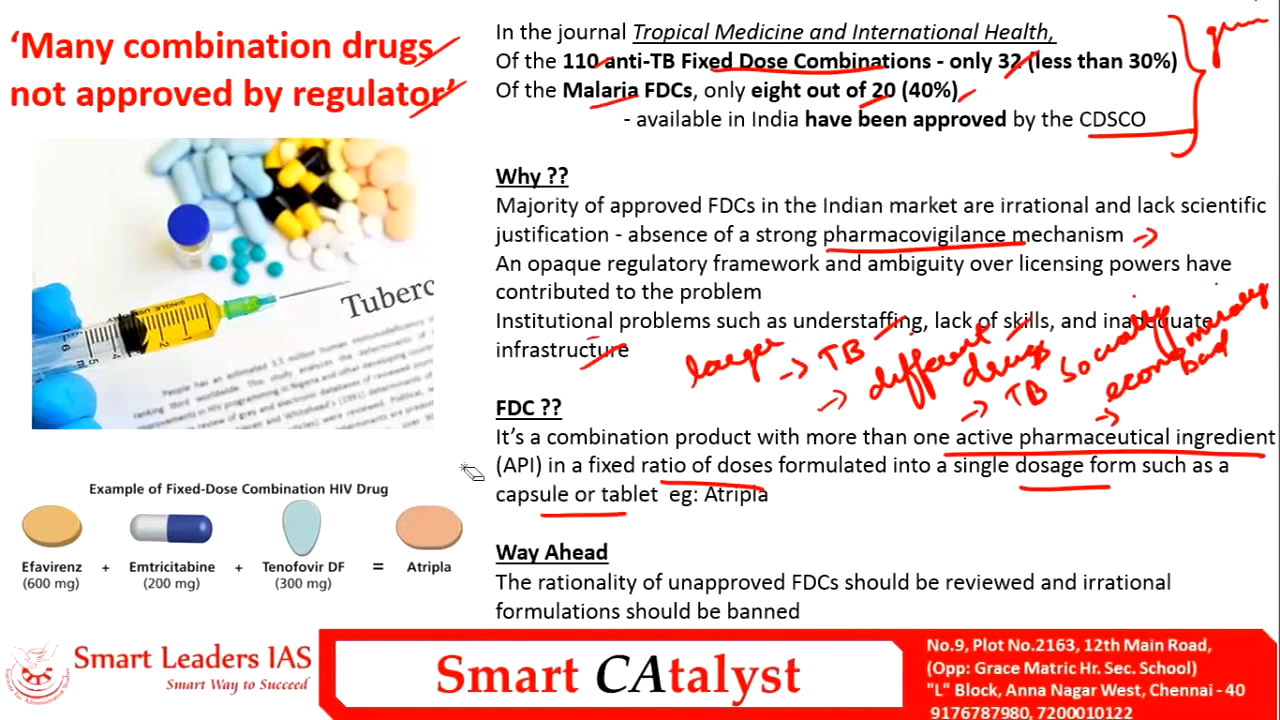 ‘Many combination drugs
not approved by regulator’
In the journal Tropical Medicine and International Health,
Of the 110 anti-TB Fixed Dose Combinations - only 32 (less than 30%)
Of the Malaria FDCs, only eight out of 20 (40%)
- available in India have been approved by the CDSCO
Why ??
Majority of approved FDCs in the Indian market are irrational and lack scientific
justification - absence of a strong pharmacovigilance mechanism
An opaque regulatory framework and ambiguity over licensing powers have
contributed to the problem
Institutional problems such as understaffing, lack of skills, and inadequate
infrastructure
larger → TB
→ different drugs
→ TB socially
→ economically bad
FDC ??
It’s a combination product with more than one active pharmaceutical ingredient
(API) in a fixed ratio of doses formulated into a single dosage form such as a
capsule or tablet eg: Atripla
Way Ahead
The rationality of unapproved FDCs should be reviewed and irrational
formulations should be banned
Tuberc
Example of Fixed-Dose Combination HIV Drug
Efavirenz + Emtricitabine + Tenofovir DF = Atripla
(600 mg) (200 mg) (300 mg)
Smart Leaders IAS
Smart Way to Succeed
Smart CAtalyst
No.9, Plot No.2163, 12th Main Road,
(Opp: Grace Matric Hr. Sec. School)
"L" Block, Anna Nagar West, Chennai - 40
9176787980, 7200010122